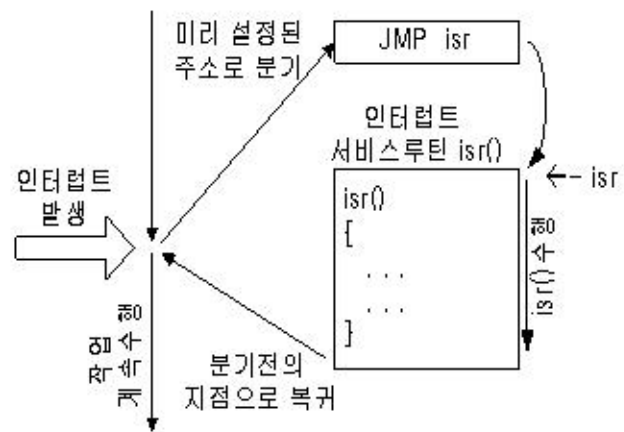 미리 설정된
주소로 분기
JMP isr
인터럽트
서비스루틴 isr()
← isr
인터럽트
발생
isr()
{
...
...
}
isr() 수행
작업
계속수행
분기전의
지점으로 복귀